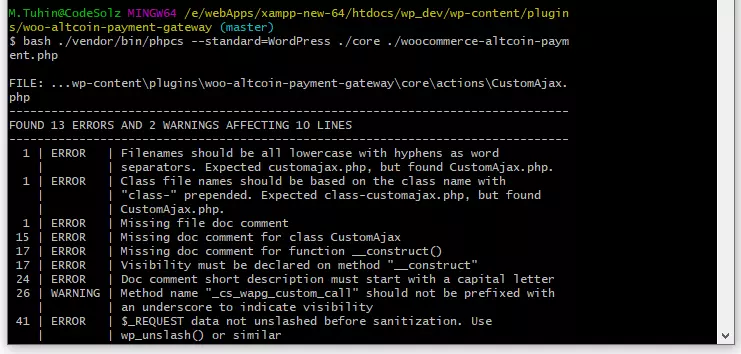 M.Tuhin@CodeSolz MINGW64 /e/webApps/xampp-new-64/htdocs/wp_dev/wp-content/plugin
s/woo-altcoin-payment-gateway (master)
$ bash ./vendor/bin/phpcs --standard=WordPress ./core ./woocommerce-altcoin-paym
ent.php
FILE: ...wp-content\plugins\woo-altcoin-payment-gateway\core\actions\CustomAjax.
php
--------------------------------------------------------------------------------
FOUND 13 ERRORS AND 2 WARNINGS AFFECTING 10 LINES
--------------------------------------------------------------------------------
1 | ERROR | Filenames should be all lowercase with hyphens as word
| | separators. Expected customajax.php, but found CustomAjax.php.
1 | ERROR | Class file names should be based on the class name with
| | "class-" prepended. Expected class-customajax.php, but found
| | CustomAjax.php.
1 | ERROR | Missing file doc comment
15 | ERROR | Missing doc comment for class CustomAjax
17 | ERROR | Missing doc comment for function __construct()
17 | ERROR | Visibility must be declared on method "__construct"
24 | ERROR | Doc comment short description must start with a capital letter
26 | WARNING | Method name "_cs_wapg_custom_call" should not be prefixed with
| | an underscore to indicate visibility
41 | ERROR | $_REQUEST data not unslashed before sanitization. Use
| | wp_unslash() or similar